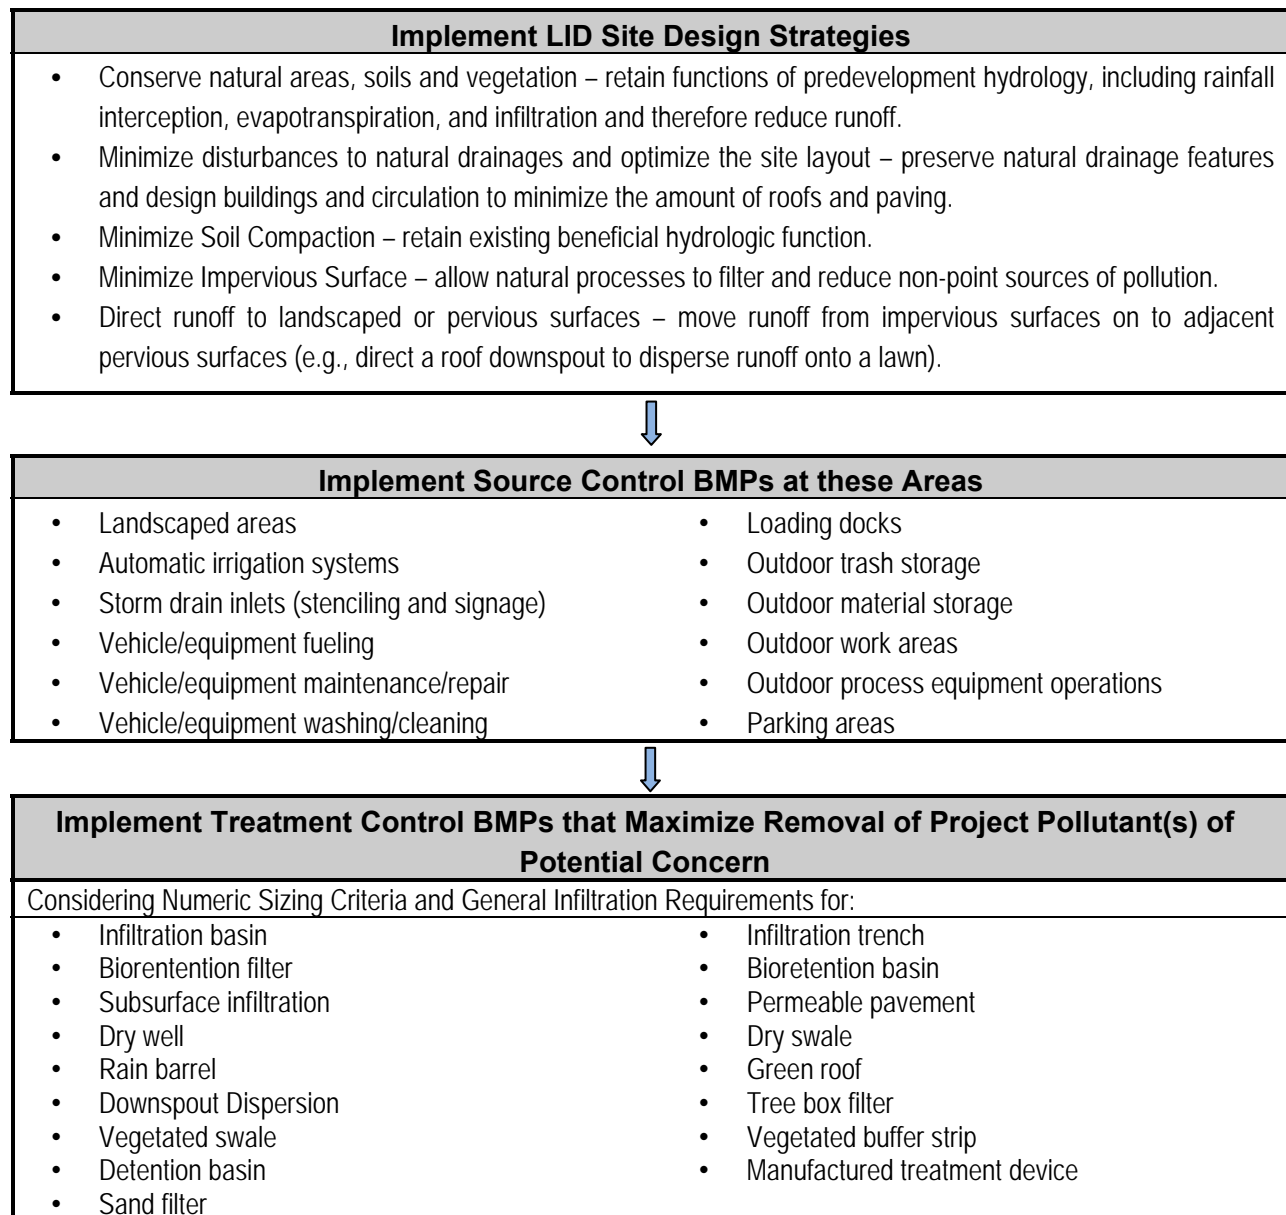 Implement LID Site Design Strategies
• Conserve natural areas, soils and vegetation – retain functions of predevelopment hydrology, including rainfall
interception, evapotranspiration, and infiltration and therefore reduce runoff.
• Minimize disturbances to natural drainages and optimize the site layout – preserve natural drainage features
and design buildings and circulation to minimize the amount of roofs and paving.
• Minimize Soil Compaction – retain existing beneficial hydrologic function.
• Minimize Impervious Surface – allow natural processes to filter and reduce non-point sources of pollution.
• Direct runoff to landscaped or pervious surfaces – move runoff from impervious surfaces on to adjacent
pervious surfaces (e.g., direct a roof downspout to disperse runoff onto a lawn).
Implement Source Control BMPs at these Areas
• Landscaped areas
• Automatic irrigation systems
• Storm drain inlets (stenciling and signage)
• Vehicle/equipment fueling
• Vehicle/equipment maintenance/repair
• Vehicle/equipment washing/cleaning
• Loading docks
• Outdoor trash storage
• Outdoor material storage
• Outdoor work areas
• Outdoor process equipment operations
• Parking areas
Implement Treatment Control BMPs that Maximize Removal of Project Pollutant(s) of
Potential Concern
Considering Numeric Sizing Criteria and General Infiltration Requirements for:
• Infiltration basin
• Biorentention filter
• Subsurface infiltration
• Dry well
• Rain barrel
• Downspout Dispersion
• Vegetated swale
• Detention basin
• Sand filter
• Infiltration trench
• Bioretention basin
• Permeable pavement
• Dry swale
• Green roof
• Tree box filter
• Vegetated buffer strip
• Manufactured treatment device